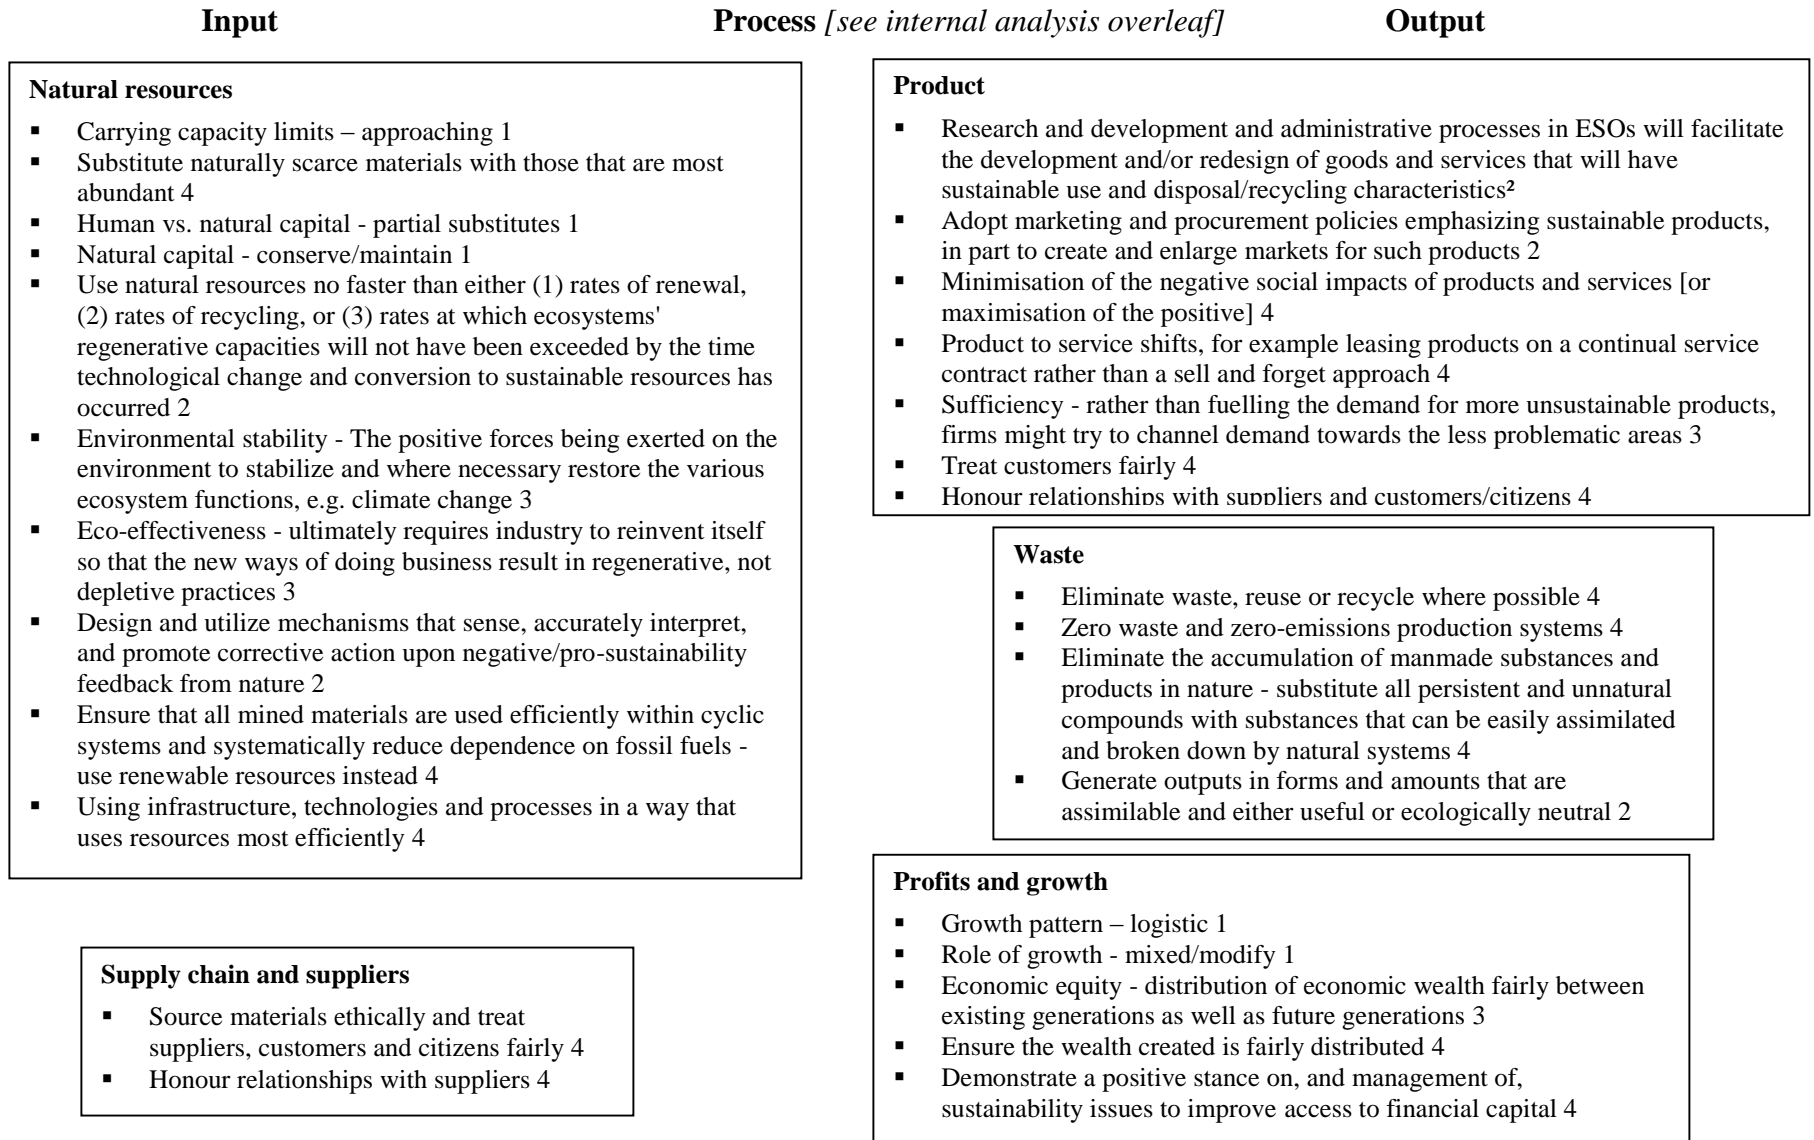 Input
Process [see internal analysis overleaf]
Output
Natural resources
▪ Carrying capacity limits – approaching 1
▪ Substitute naturally scarce materials with those that are most
abundant 4
▪ Human vs. natural capital - partial substitutes 1
▪ Natural capital - conserve/maintain 1
▪ Use natural resources no faster than either (1) rates of renewal,
(2) rates of recycling, or (3) rates at which ecosystems'
regenerative capacities will not have been exceeded by the time
technological change and conversion to sustainable resources has
occurred 2
▪ Environmental stability - The positive forces being exerted on the
environment to stabilize and where necessary restore the various
ecosystem functions, e.g. climate change 3
▪ Eco-effectiveness - ultimately requires industry to reinvent itself
so that the new ways of doing business result in regenerative, not
depletive practices 3
▪ Design and utilize mechanisms that sense, accurately interpret,
and promote corrective action upon negative/pro-sustainability
feedback from nature 2
▪ Ensure that all mined materials are used efficiently within cyclic
systems and systematically reduce dependence on fossil fuels -
use renewable resources instead 4
▪ Using infrastructure, technologies and processes in a way that
uses resources most efficiently 4
Supply chain and suppliers
▪ Source materials ethically and treat
suppliers, customers and citizens fairly 4
▪ Honour relationships with suppliers 4
Product
▪ Research and development and administrative processes in ESOs will facilitate
the development and/or redesign of goods and services that will have
sustainable use and disposal/recycling characteristics²
▪ Adopt marketing and procurement policies emphasizing sustainable products,
in part to create and enlarge markets for such products 2
▪ Minimisation of the negative social impacts of products and services [or
maximisation of the positive] 4
▪ Product to service shifts, for example leasing products on a continual service
contract rather than a sell and forget approach 4
▪ Sufficiency - rather than fuelling the demand for more unsustainable products,
firms might try to channel demand towards the less problematic areas 3
▪ Treat customers fairly 4
▪ Honour relationships with suppliers and customers/citizens 4
Waste
▪ Eliminate waste, reuse or recycle where possible 4
▪ Zero waste and zero-emissions production systems 4
▪ Eliminate the accumulation of manmade substances and
products in nature - substitute all persistent and unnatural
compounds with substances that can be easily assimilated
and broken down by natural systems 4
▪ Generate outputs in forms and amounts that are
assimilable and either useful or ecologically neutral 2
Profits and growth
▪ Growth pattern – logistic 1
▪ Role of growth - mixed/modify 1
▪ Economic equity - distribution of economic wealth fairly between
existing generations as well as future generations 3
▪ Ensure the wealth created is fairly distributed 4
▪ Demonstrate a positive stance on, and management of,
sustainability issues to improve access to financial capital 4